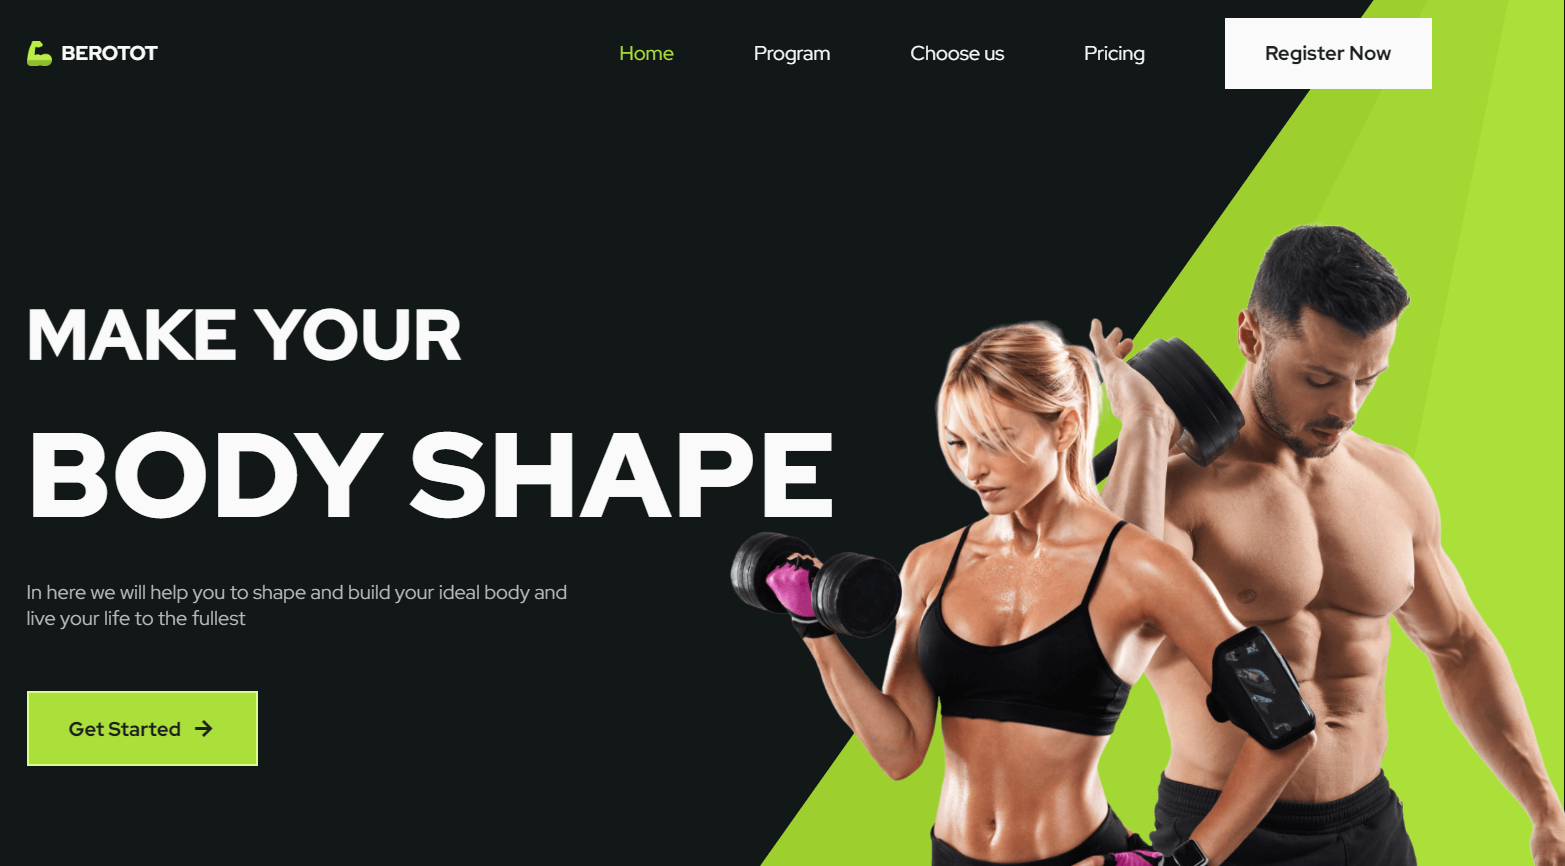 BEROTOT
Home
Program
Choose us
Pricing
Register Now
MAKE YOUR
BODY SHAPE
In here we will help you to shape and build your ideal body and
live your life to the fullest
Get Started